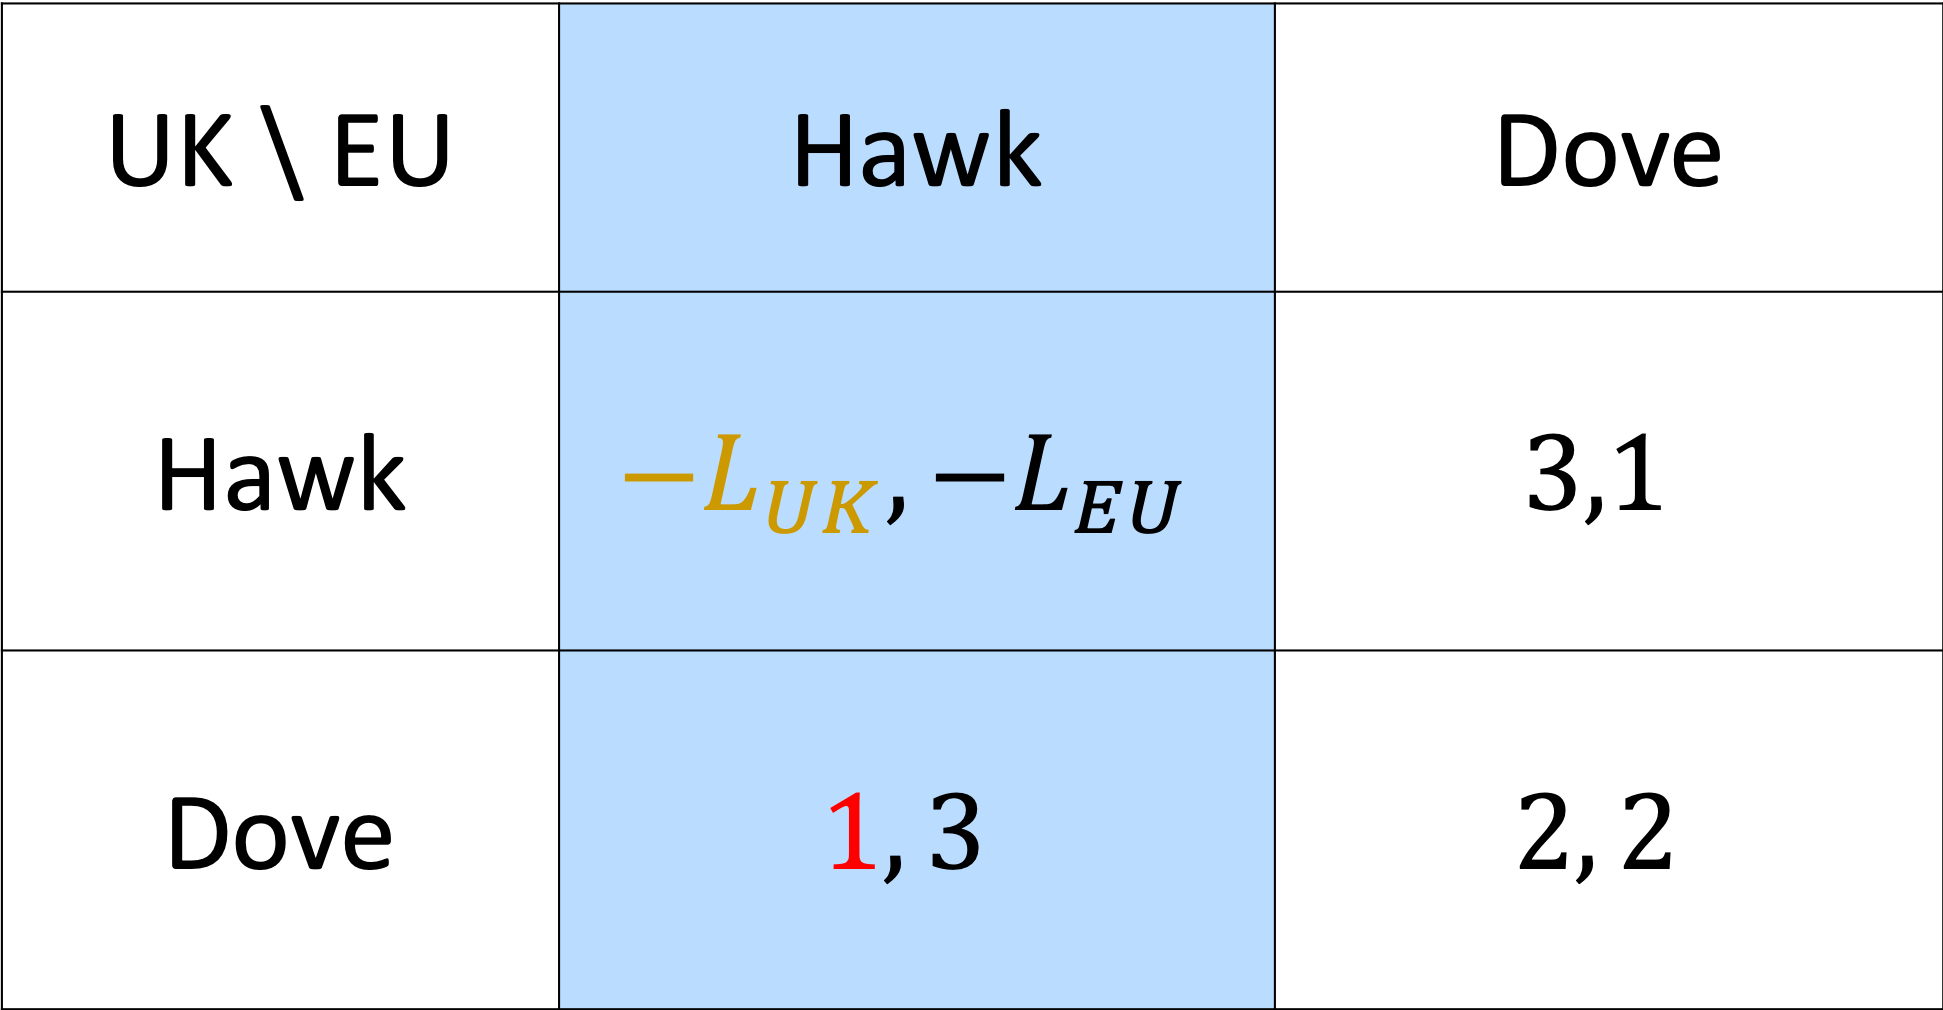 UK \ EU Hawk Dove
Hawk −L_UK, −L_EU 3,1
Dove 1, 3 2, 2